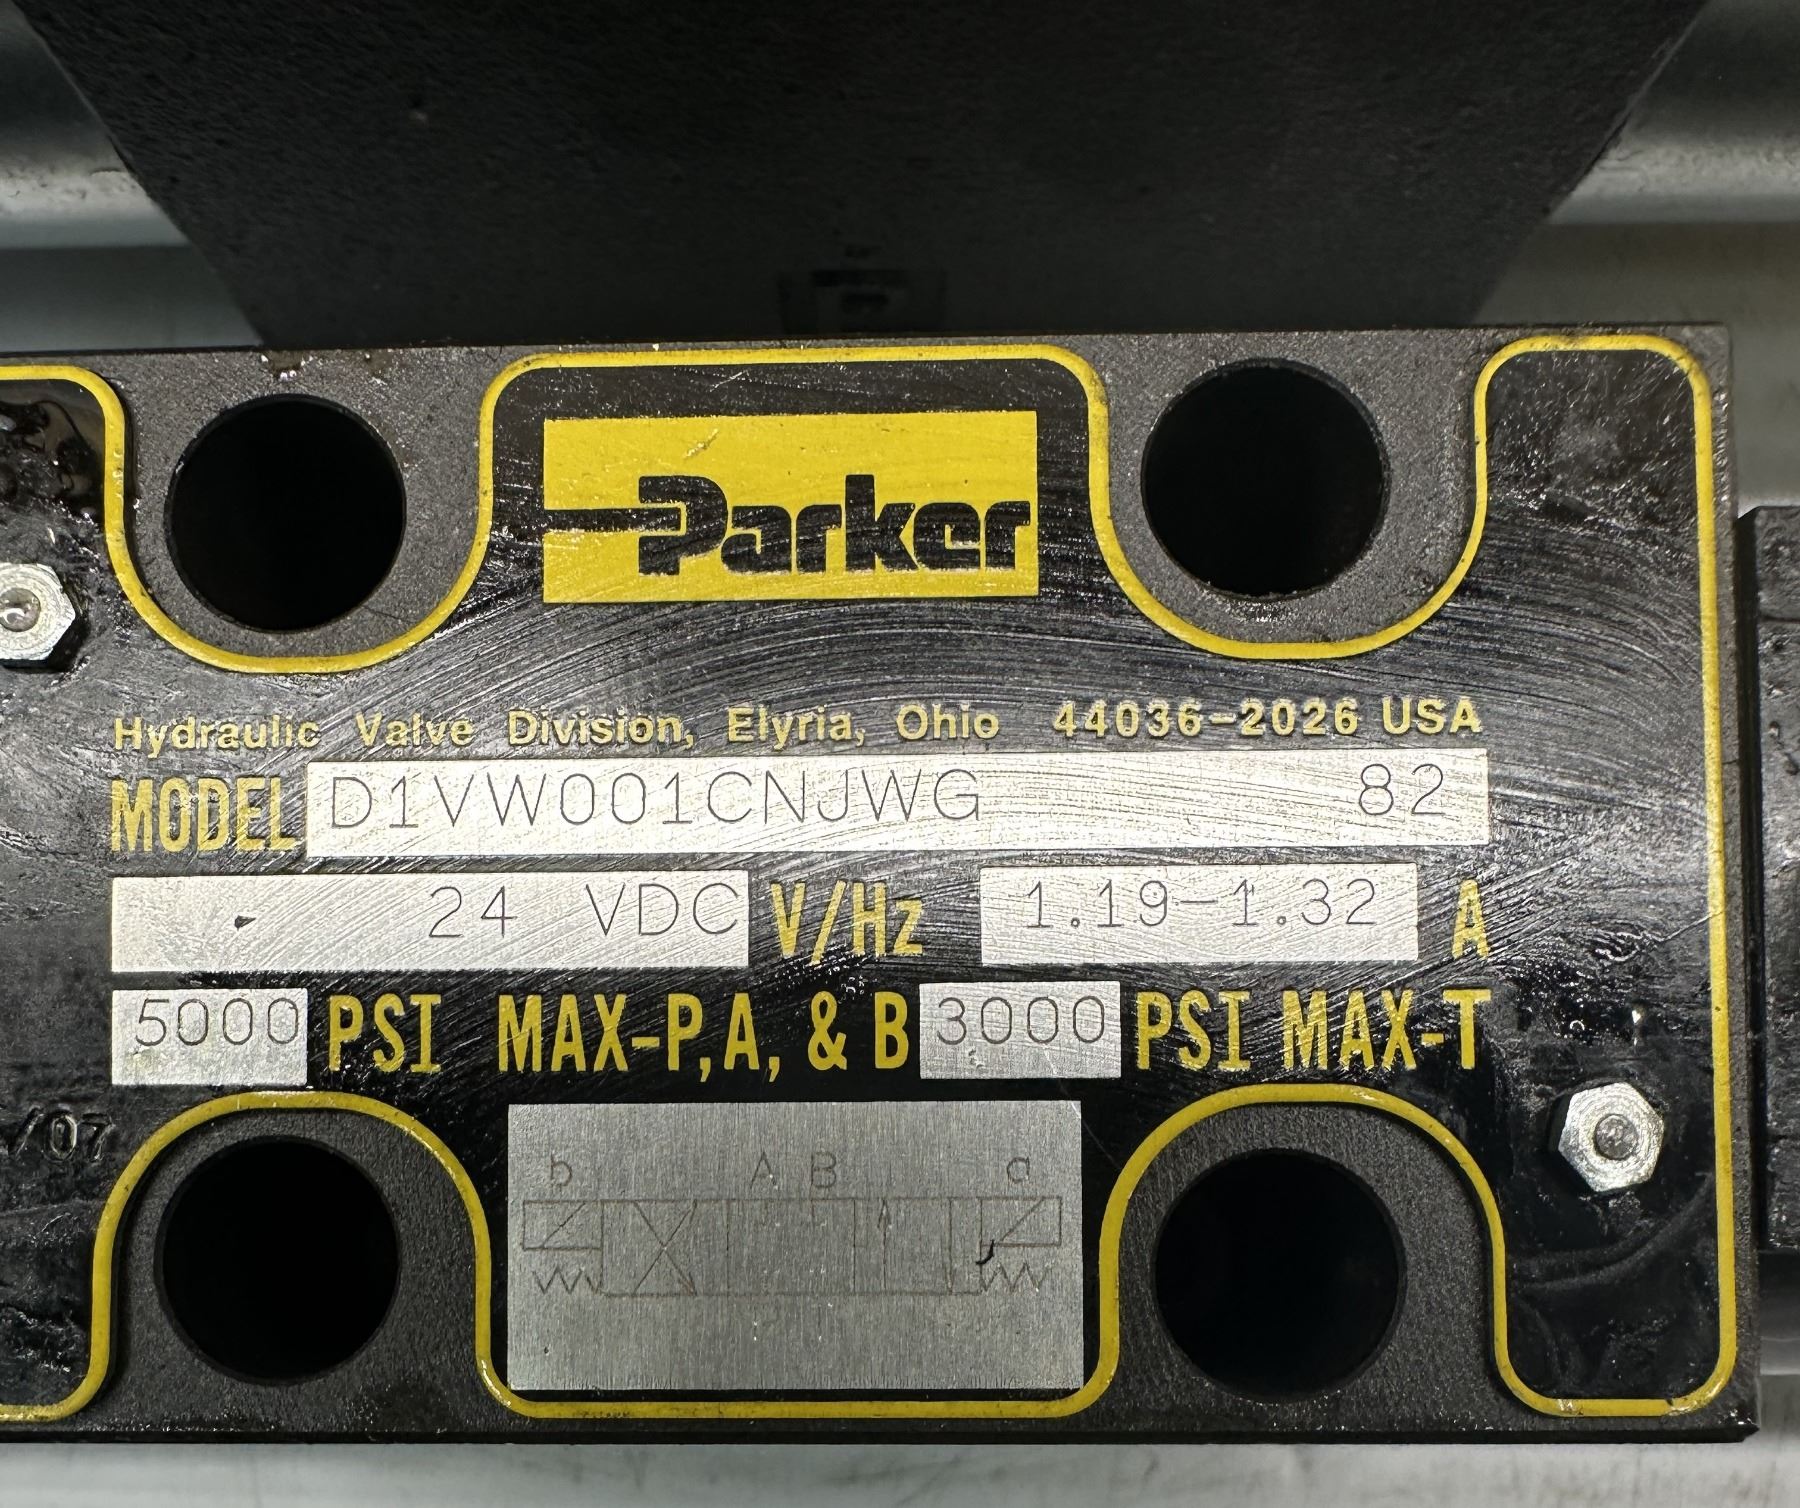 Parker
Hydraulic Valve Division, Elyria, Ohio 44036-2026 USA
MODEL D1VW001CNJWG 82
24 VDC V/Hz 1.19-1.32 A
5000 PSI MAX-P,A, & B 3000 PSI MAX-T
/07
b A B a